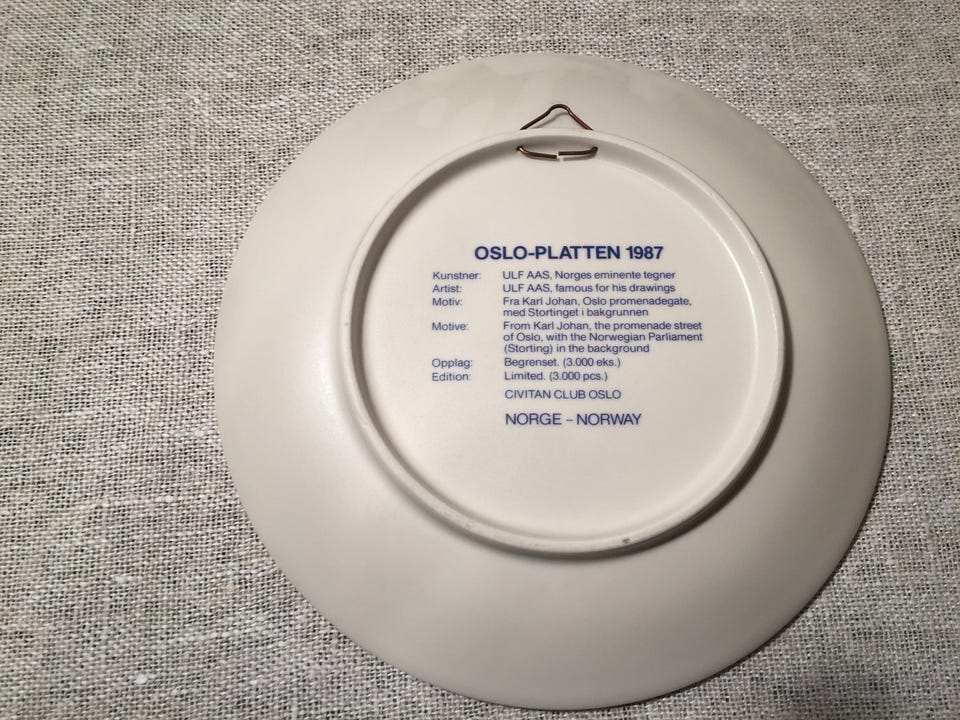 OSLO-PLATTEN 1987
Kunstner: ULF AAS, Norges eminente tegner
Artist: ULF AAS, famous for his drawings
Motiv: Fra Karl Johan, Oslo promenadegate,
med Stortinget i bakgrunnen
Motive: From Karl Johan, the promenade street
of Oslo, with the Norwegian Parliament
(Storting) in the background
Opplag: Begrenset. (3.000 eks.)
Edition: Limited. (3.000 pcs.)
CIVITAN CLUB OSLO
NORGE – NORWAY